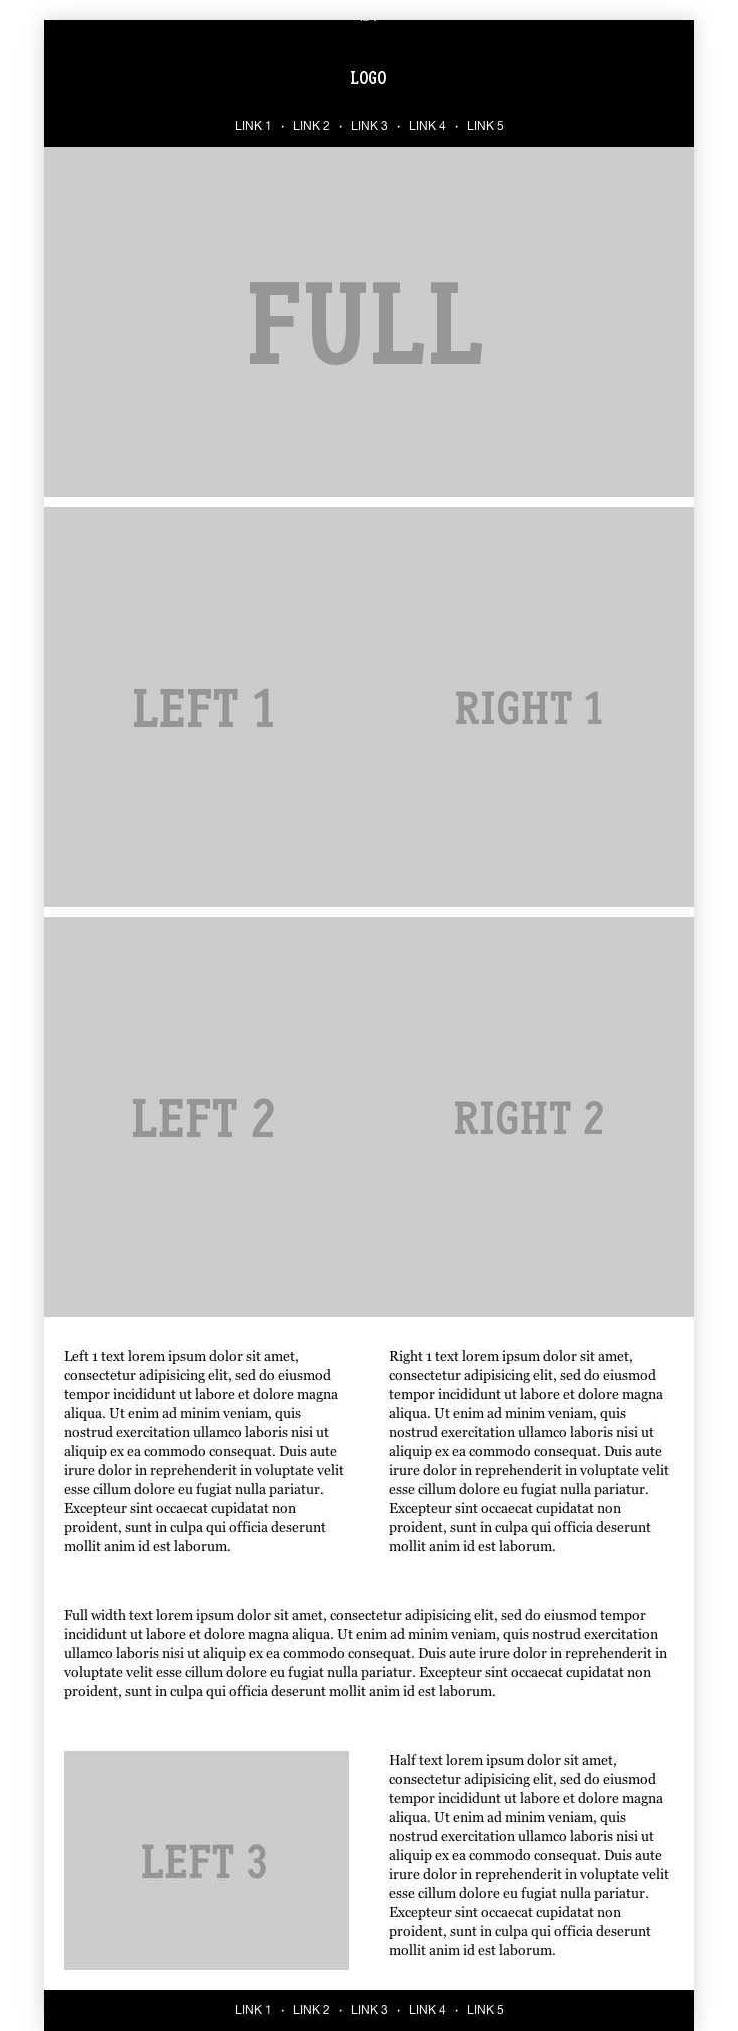 LOGO
LINK 1 · LINK 2 · LINK 3 · LINK 4 · LINK 5
FULL
LEFT 1
RIGHT 1
LEFT 2
RIGHT 2
Left 1 text lorem ipsum dolor sit amet,
consectetur adipisicing elit, sed do eiusmod
tempor incididunt ut labore et dolore magna
aliqua. Ut enim ad minim veniam, quis
nostrud exercitation ullamco laboris nisi ut
aliquip ex ea commodo consequat. Duis aute
irure dolor in reprehenderit in voluptate velit
esse cillum dolore eu fugiat nulla pariatur.
Excepteur sint occaecat cupidatat non
proident, sunt in culpa qui officia deserunt
mollit anim id est laborum.
Right 1 text lorem ipsum dolor sit amet,
consectetur adipisicing elit, sed do eiusmod
tempor incididunt ut labore et dolore magna
aliqua. Ut enim ad minim veniam, quis
nostrud exercitation ullamco laboris nisi ut
aliquip ex ea commodo consequat. Duis aute
irure dolor in reprehenderit in voluptate velit
esse cillum dolore eu fugiat nulla pariatur.
Excepteur sint occaecat cupidatat non
proident, sunt in culpa qui officia deserunt
mollit anim id est laborum.
Full width text lorem ipsum dolor sit amet, consectetur adipisicing elit, sed do eiusmod tempor
incididunt ut labore et dolore magna aliqua. Ut enim ad minim veniam, quis nostrud exercitation
ullamco laboris nisi ut aliquip ex ea commodo consequat. Duis aute irure dolor in reprehenderit in
voluptate velit esse cillum dolore eu fugiat nulla pariatur. Excepteur sint occaecat cupidatat non
proident, sunt in culpa qui officia deserunt mollit anim id est laborum.
LEFT 3
Half text lorem ipsum dolor sit amet,
consectetur adipisicing elit, sed do eiusmod
tempor incididunt ut labore et dolore magna
aliqua. Ut enim ad minim veniam, quis
nostrud exercitation ullamco laboris nisi ut
aliquip ex ea commodo consequat. Duis aute
irure dolor in reprehenderit in voluptate velit
esse cillum dolore eu fugiat nulla pariatur.
Excepteur sint occaecat cupidatat non
proident, sunt in culpa qui officia deserunt
mollit anim id est laborum.
LINK 1 · LINK 2 · LINK 3 · LINK 4 · LINK 5